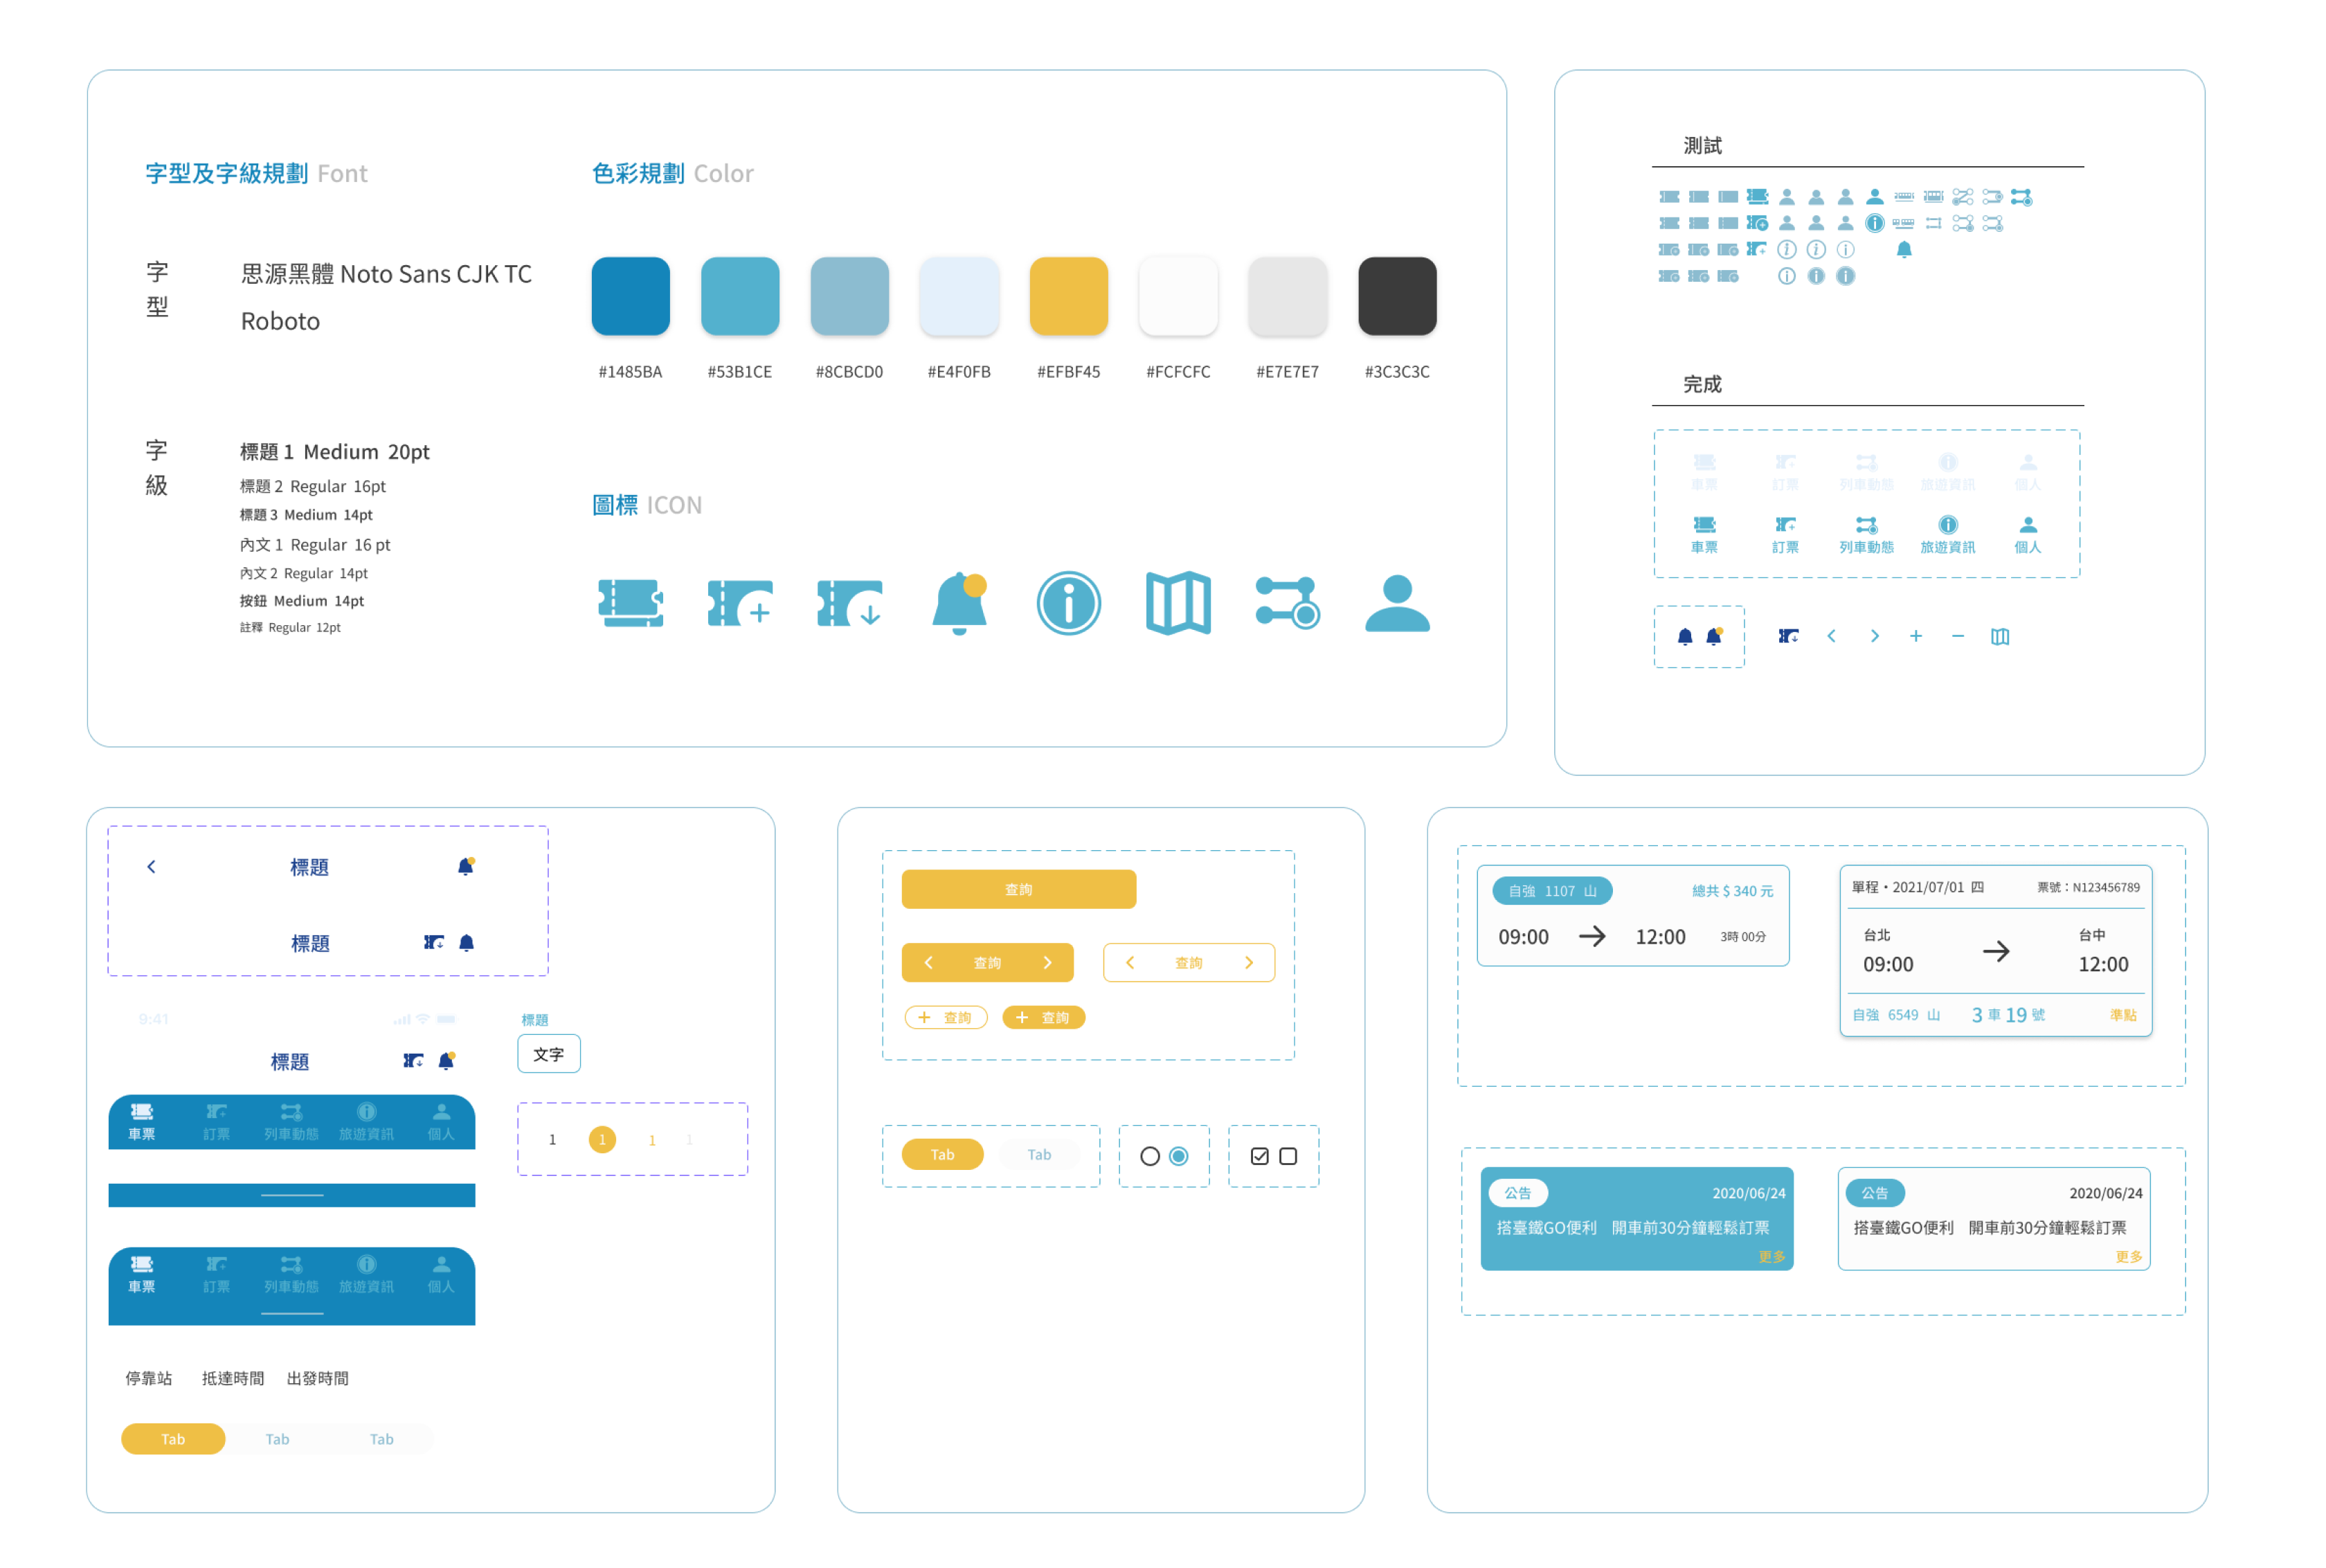 字型及字級規劃 Font
字型
思源黑體 Noto Sans CJK TC
Roboto
字級
標題 1 Medium 20pt
標題 2 Regular 16pt
標題 3 Medium 14pt
內文 1 Regular 16 pt
內文 2 Regular 14pt
按鈕 Medium 14pt
註釋 Regular 12pt
色彩規劃 Color
#1485BA #53B1CE #8CBCD0 #E4F0FB #EFBF45 #FCFCFC #E7E7E7 #3C3C3C
圖標 ICON
測試
完成
車票 訂票 列車動態 旅遊資訊 個人
車票 訂票 列車動態 旅遊資訊 個人
標題
標題
9:41
標題
車票 訂票 列車動態 旅遊資訊 個人
車票 訂票 列車動態 旅遊資訊 個人
停靠站 抵達時間 出發時間
Tab Tab Tab
標題
文字
1 1 1 1
查詢
查詢 查詢
查詢 查詢
Tab Tab
自強 1107 山 總共 $ 340 元
09:00 12:00 3時 00分
單程・2021/07/01 四 票號：N123456789
台北 台中
09:00 12:00
自強 6549 山 3 車 19 號 準點
公告 2020/06/24
搭臺鐵GO便利 開車前30分鐘輕鬆訂票
更多
公告 2020/06/24
搭臺鐵GO便利 開車前30分鐘輕鬆訂票
更多